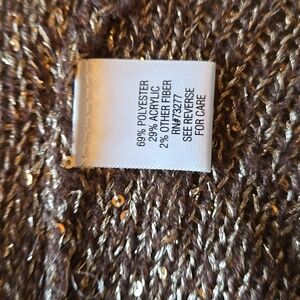 69% POLYESTER
29% ACRYLIC
2% OTHER FIBER
RN#73277
SEE REVERSE
FOR CARE